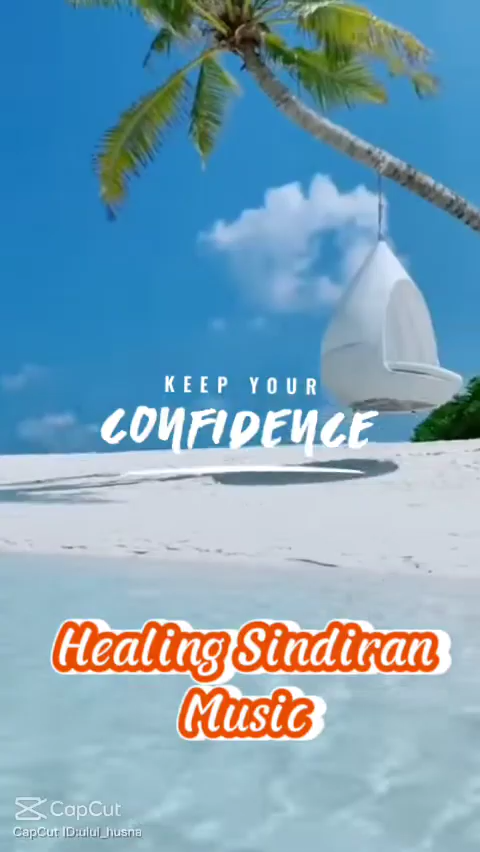 KEEP YOUR
CONFIDENCE
Healing Sindiran
Music
CapCut
CapCut ID:ulul_husna